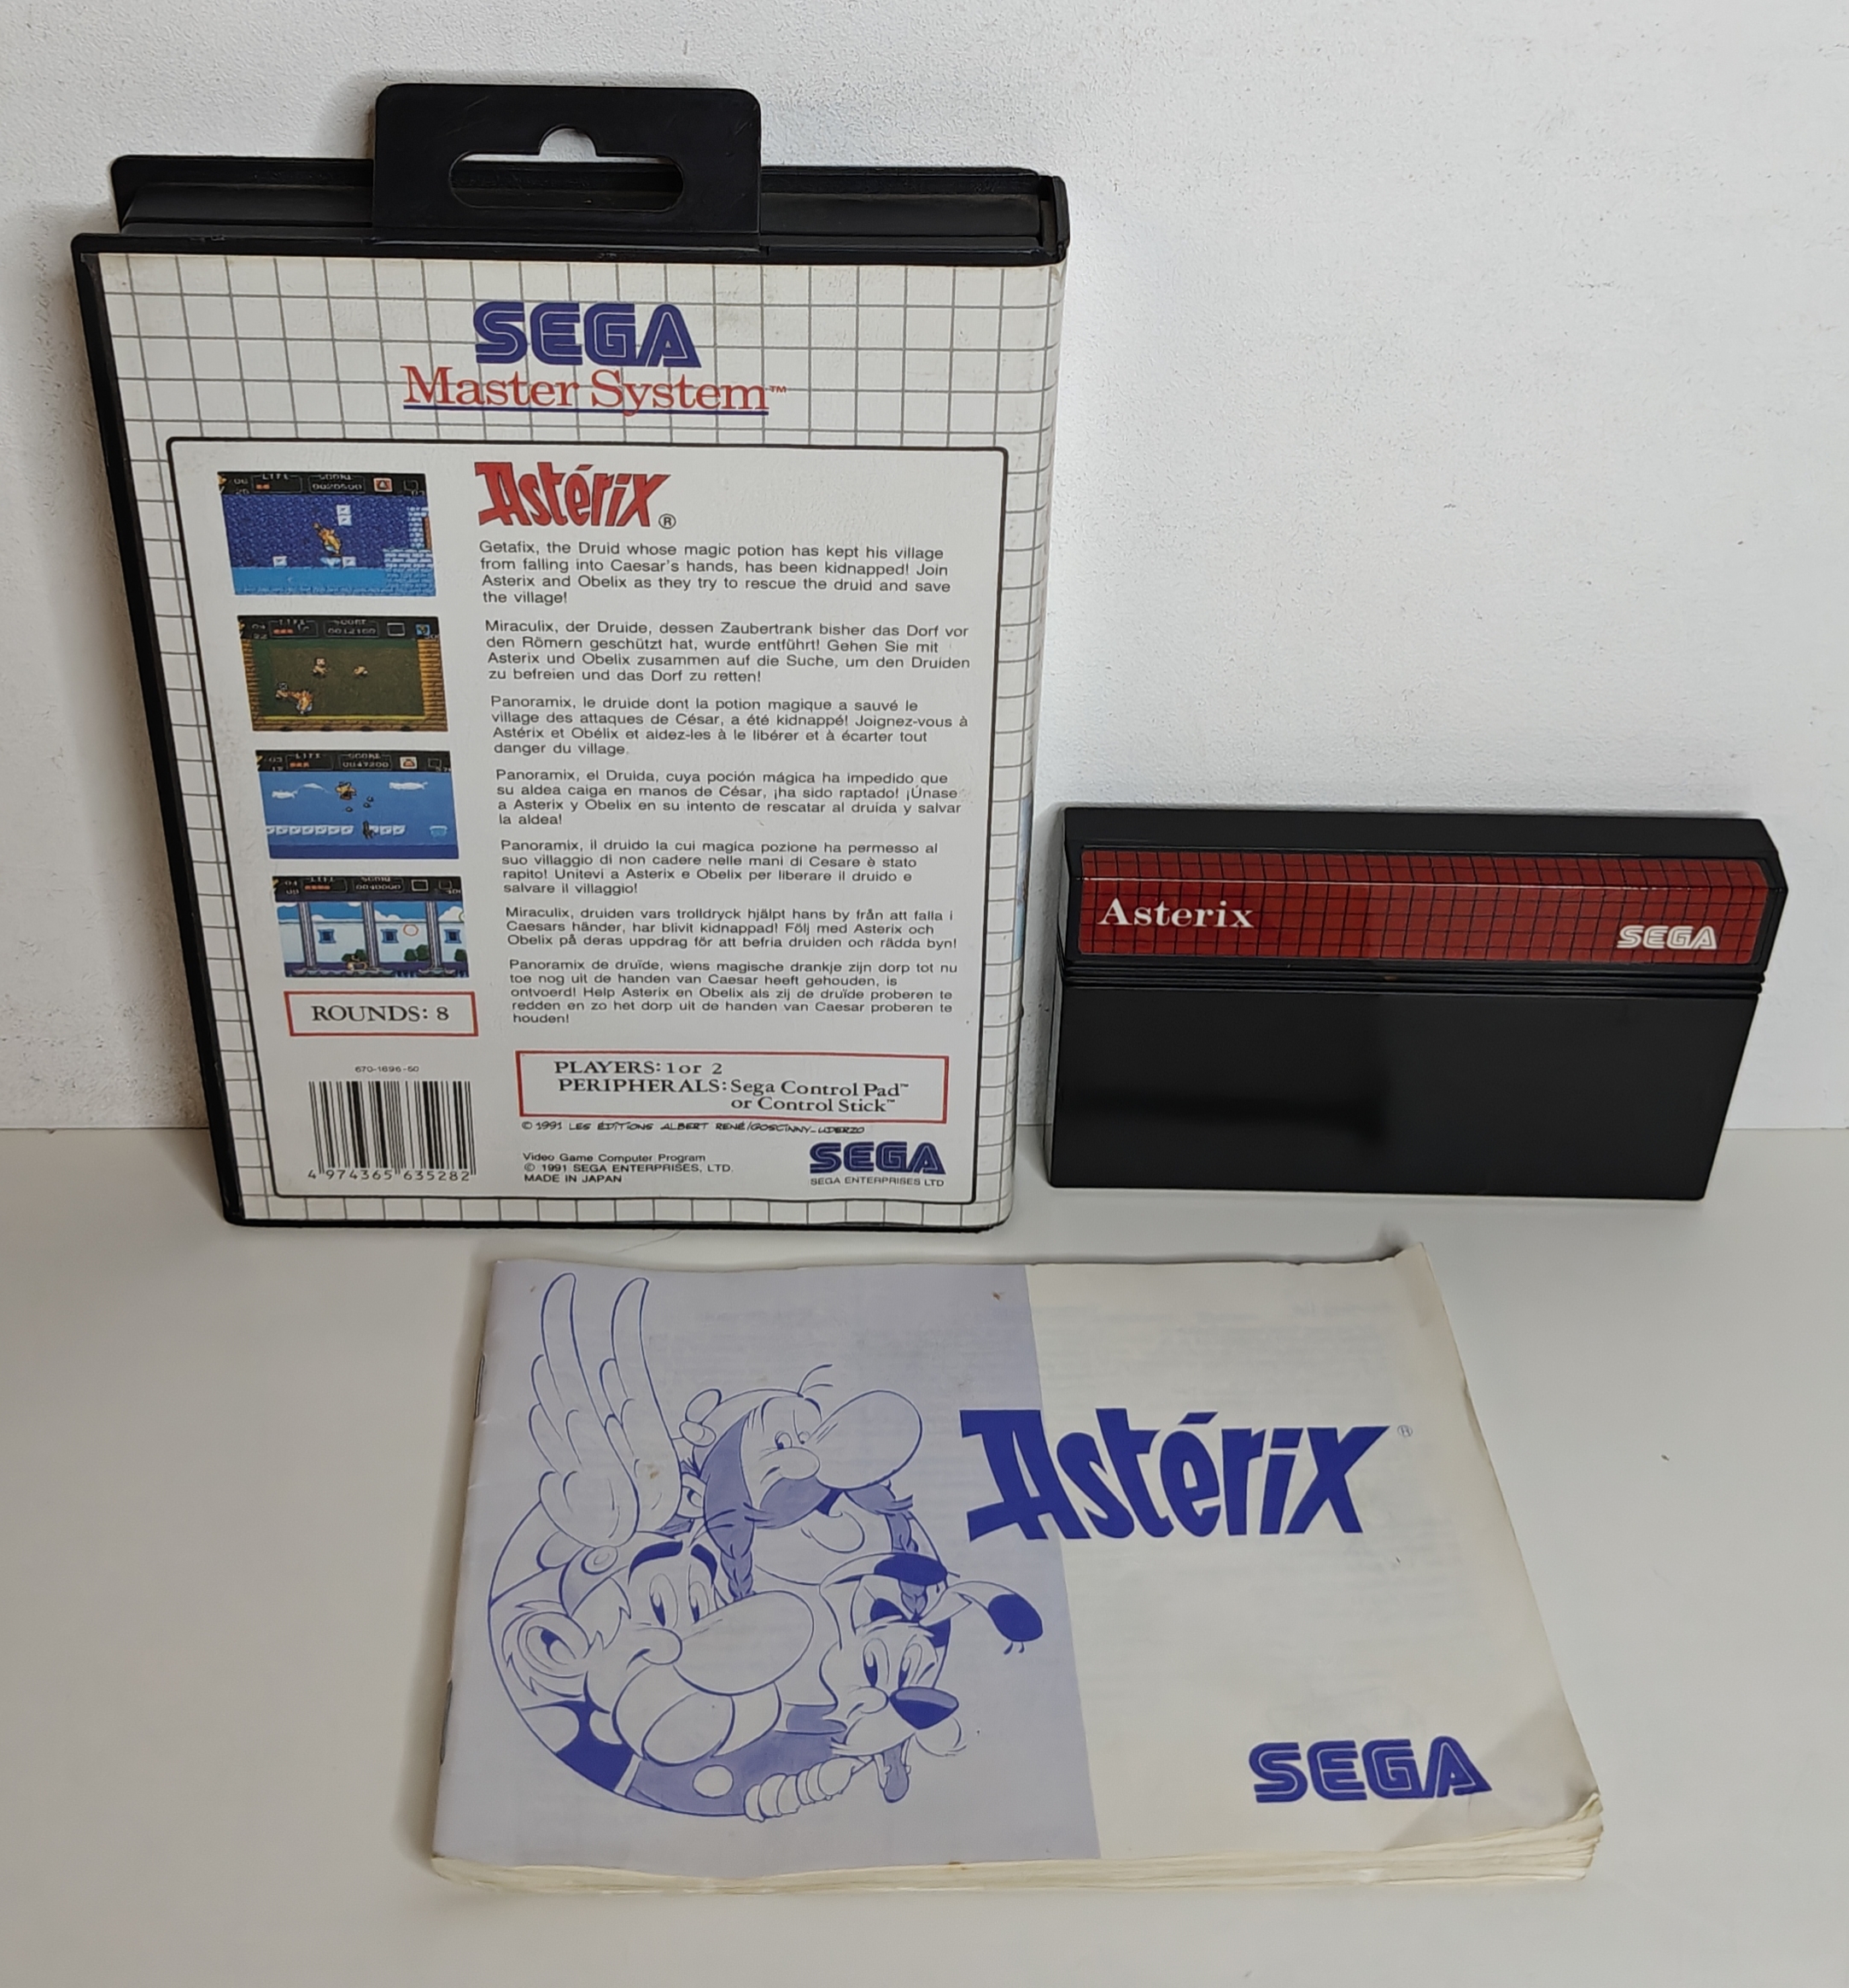 SEGA
Master System™
Astérix®
Getafix, the Druid whose magic potion has kept his village
from falling into Caesar's hands, has been kidnapped! Join
Asterix and Obelix as they try to rescue the druid and save
the village!
Miraculix, der Druide, dessen Zaubertrank bisher das Dorf vor
den Römern geschützt hat, wurde entführt! Gehen Sie mit
Asterix und Obelix zusammen auf die Suche, um den Druiden
zu befreien und das Dorf zu retten!
Panoramix, le druide dont la potion magique a sauvé le
village des attaques de César, a été kidnappé! Joignez-vous à
Astérix et Obélix et aidez-les à le libérer et à écarter tout
danger du village.
Panoramix, el Druida, cuya poción mágica ha impedido que
su aldea caiga en manos de César, ¡ha sido raptado! ¡Únase
a Asterix y Obelix en su intento de rescatar al druida y salvar
la aldea!
Panoramix, il druido la cui magica pozione ha permesso al
suo villaggio di non cadere nelle mani di Cesare è stato
rapito! Unitevi a Asterix e Obelix per liberare il druido e
salvare il villaggio!
Miraculix, druiden vars trolldryck hjälpt hans by från att falla i
Caesars händer, har blivit kidnappad! Följ med Asterix och
Obelix på deras uppdrag för att befria druiden och rädda byn!
Panoramix de druïde, wiens magische drankje zijn dorp tot nu
toe nog uit de handen van Caesar heeft gehouden, is
ontvoerd! Help Asterix en Obelix als zij de druïde proberen te
redden en zo het dorp uit de handen van Caesar proberen te
houden!
ROUNDS: 8
PLAYERS: 1 or 2
PERIPHERALS: Sega Control Pad™
or Control Stick™
© 1991 LES ÉDITIONS ALBERT RENÉ/GOSCINNY-UDERZO
670-1696-50
4 974365 635282
Video Game Computer Program
© 1991 SEGA ENTERPRISES, LTD.
MADE IN JAPAN
SEGA
SEGA ENTERPRISES LTD
Asterix
SEGA
Astérix®
SEGA